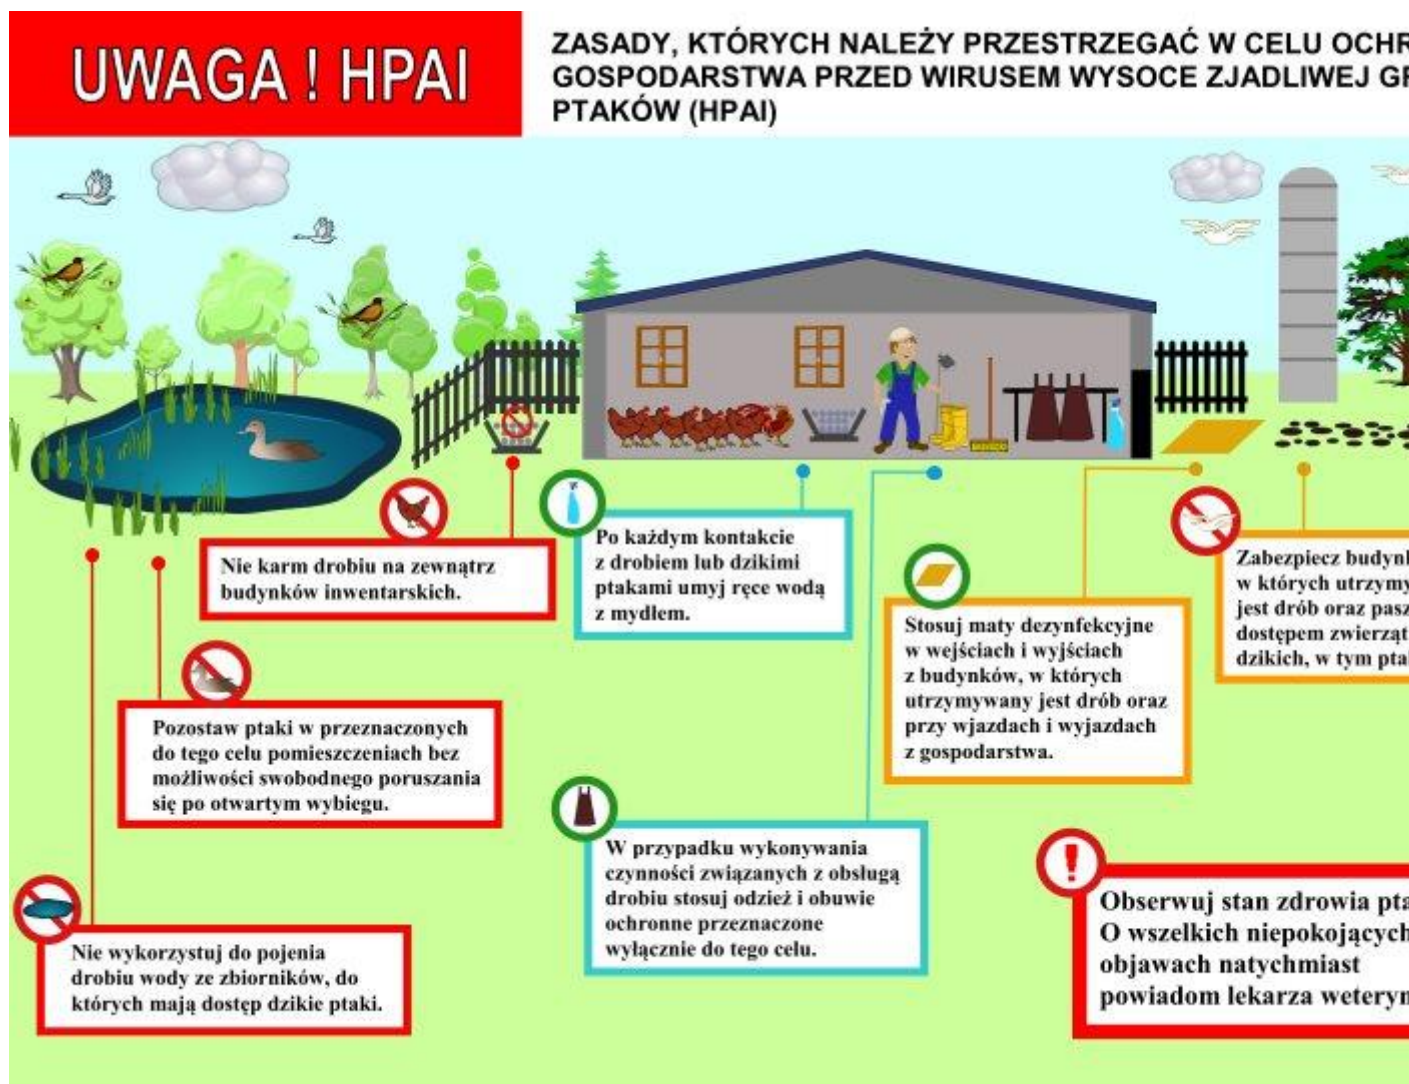 UWAGA ! HPAI
ZASADY, KTÓRYCH NALEŻY PRZESTRZEGAĆ W CELU OCHR
GOSPODARSTWA PRZED WIRUSEM WYSOCE ZJADLIWEJ GR
PTAKÓW (HPAI)
Nie karm drobiu na zewnątrz
budynków inwentarskich.
Po każdym kontakcie
z drobiem lub dzikimi
ptakami umyj ręce wodą
z mydłem.
Stosuj maty dezynfekcyjne
w wejściach i wyjściach
z budynków, w których
utrzymywany jest drób oraz
przy wjazdach i wyjazdach
z gospodarstwa.
Zabezpiecz budynk
w których utrzymy
jest drób oraz pasz
dostępem zwierząt
dzikich, w tym pta
Pozostaw ptaki w przeznaczonych
do tego celu pomieszczeniach bez
możliwości swobodnego poruszania
się po otwartym wybiegu.
W przypadku wykonywania
czynności związanych z obsługą
drobiu stosuj odzież i obuwie
ochronne przeznaczone
wyłącznie do tego celu.
Nie wykorzystuj do pojenia
drobiu wody ze zbiorników, do
których mają dostęp dzikie ptaki.
Obserwuj stan zdrowia pta
O wszelkich niepokojących
objawach natychmiast
powiadom lekarza weteryn